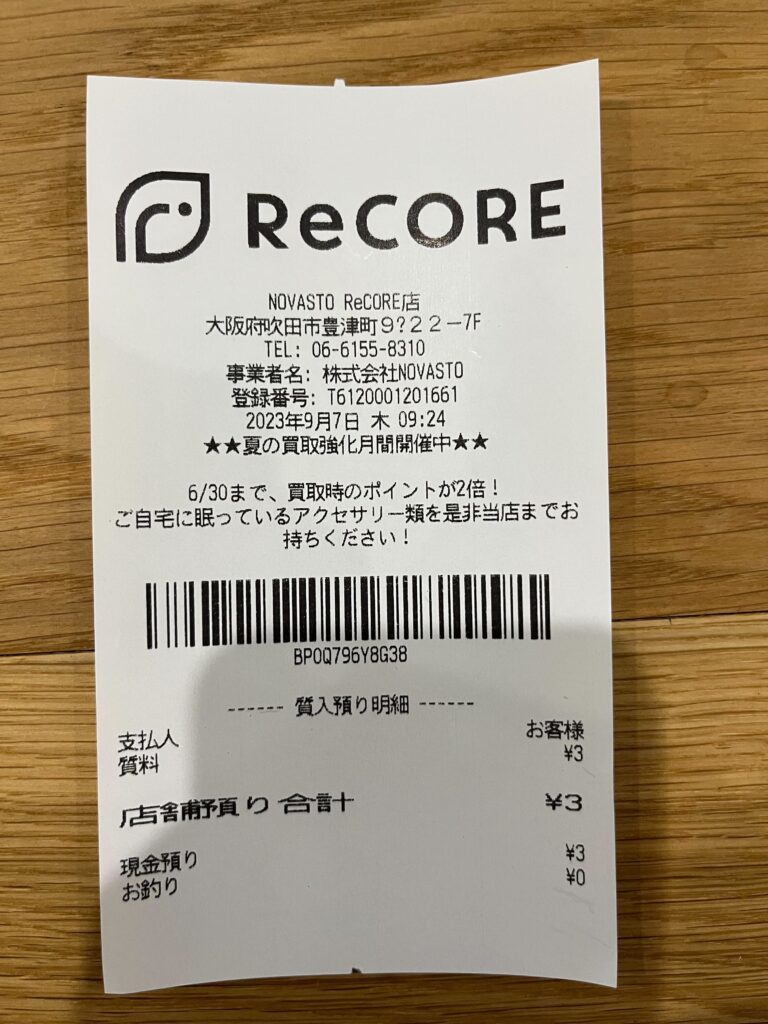 ReCORE
NOVASTO ReCORE店
大阪府吹田市豊津町９?２２ー7F
TEL: 06-6155-8310
事業者名: 株式会社NOVASTO
登録番号: T6120001201661
2023年9月7日 木 09:24
★★夏の買取強化月間開催中★★
6/30まで、買取時のポイントが2倍！
ご自宅に眠っているアクセサリー類を是非当店までお
持ちください！
BP0Q796Y8G38
------ 質入預り明細 ------
支払人 お客様
質料 ¥3
店舗預り 合計 ¥3
現金預り ¥3
お釣り ¥0